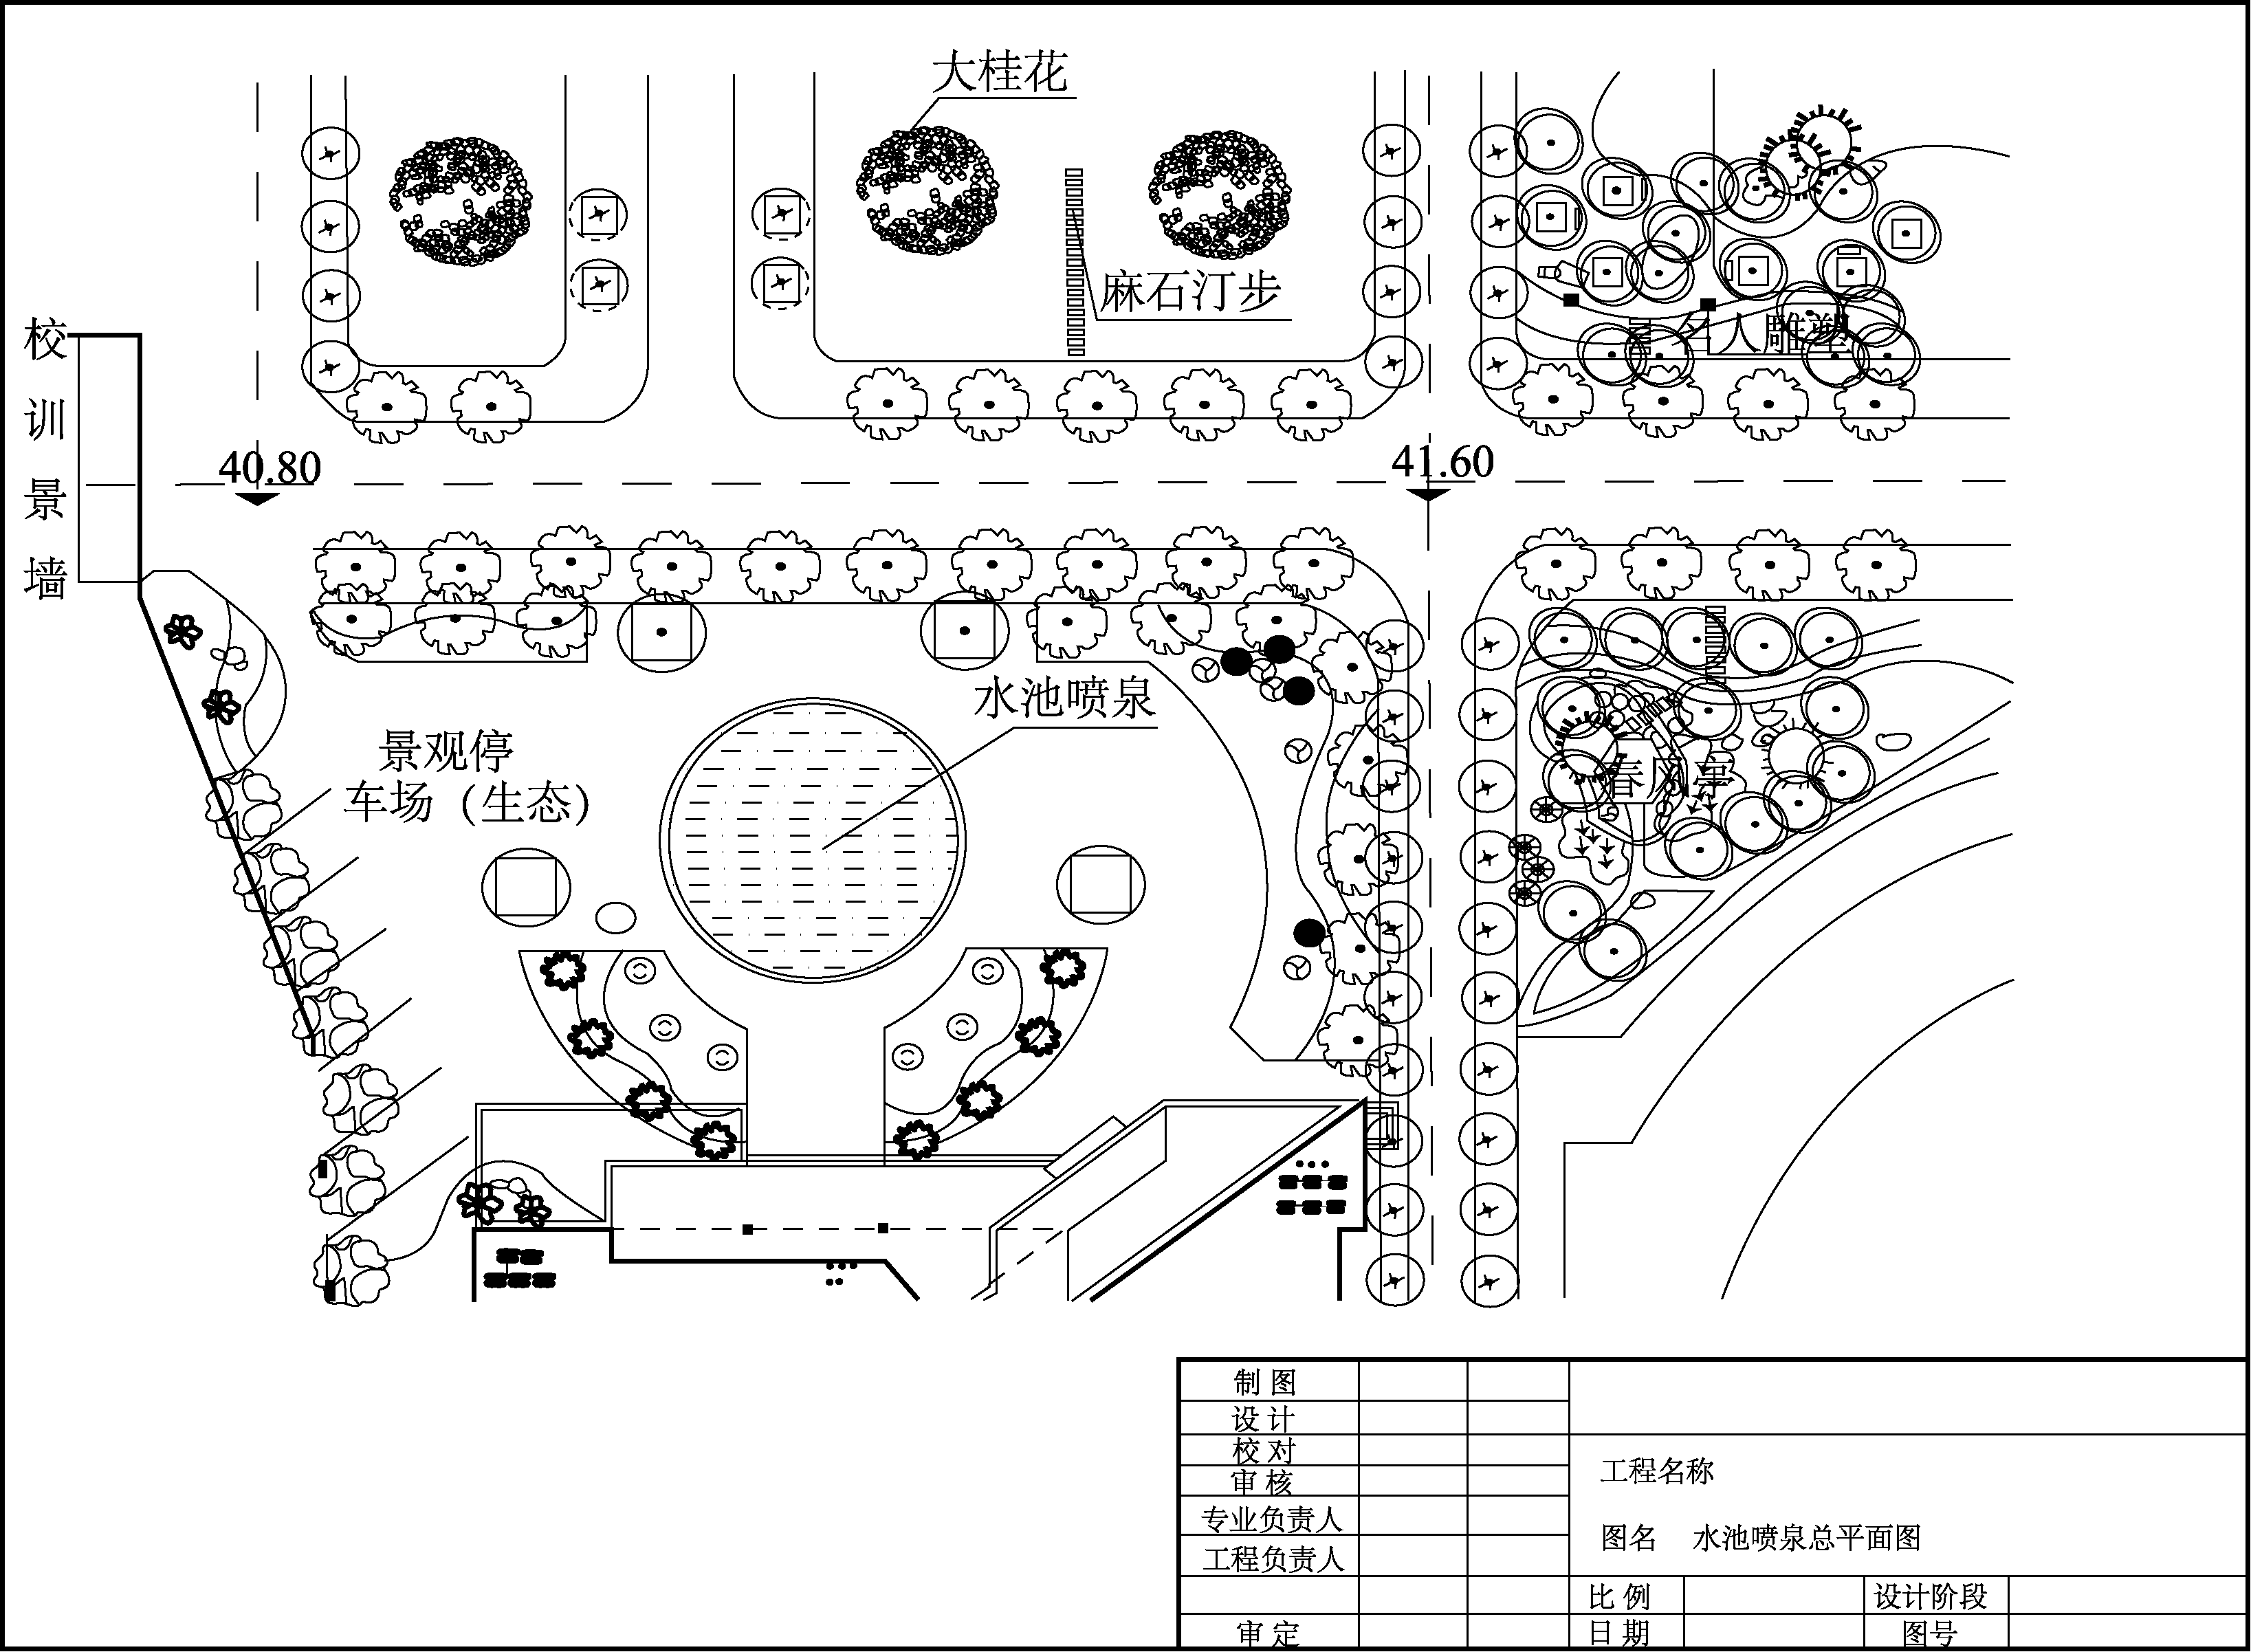 大桂花
麻石汀步
名人雕塑
校
训
景
墙
40.80
41.60
水池喷泉
景观停
车场（生态）
春风亭
制 图
设 计
校 对
审 核
专业负责人
工程负责人
审 定
工程名称
图名 水池喷泉总平面图
比 例
设计阶段
日 期
图号